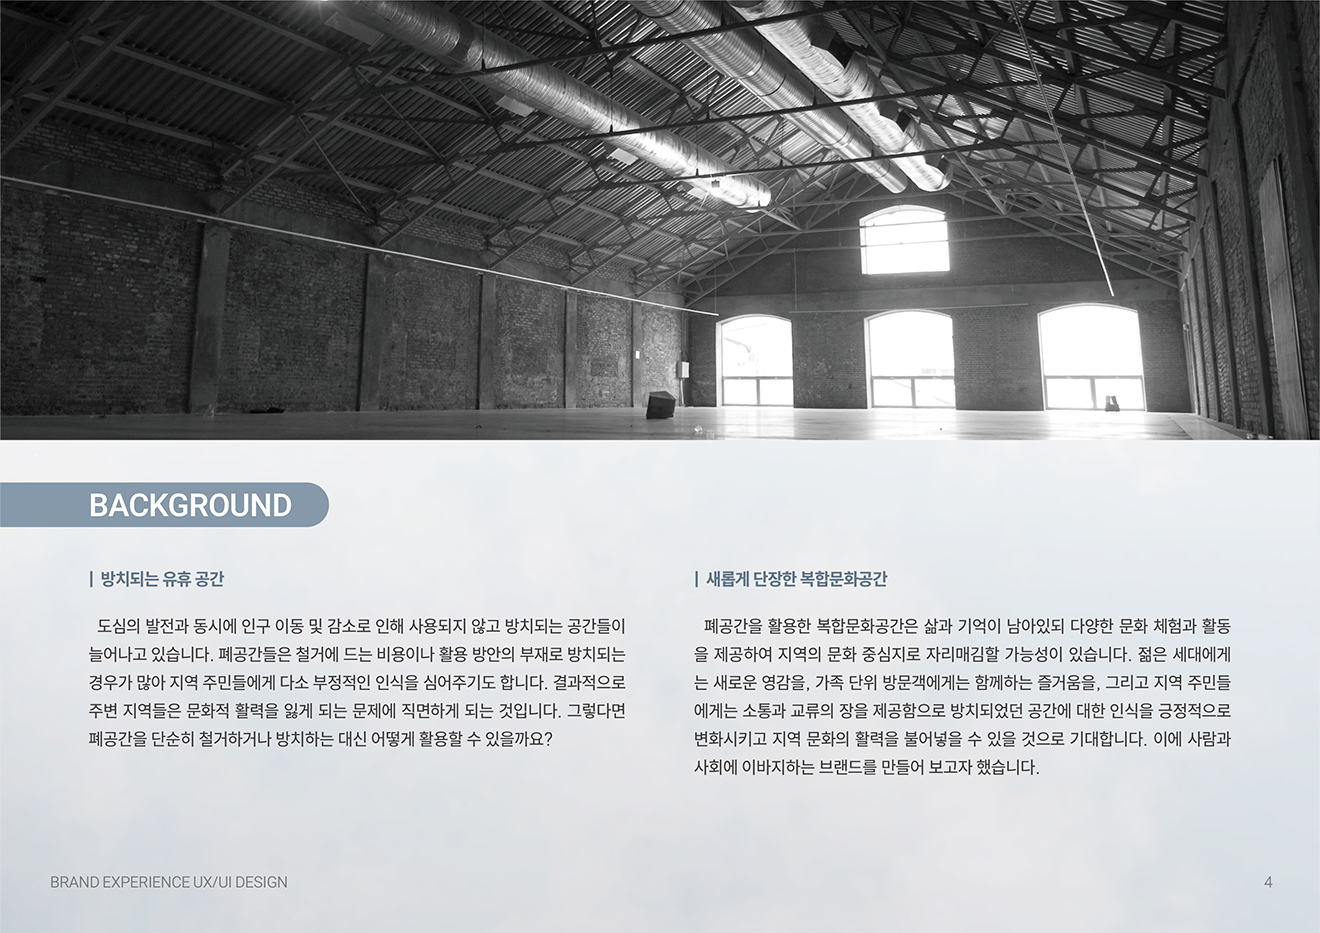 BACKGROUND
| 방치되는 유휴 공간
도심의 발전과 동시에 인구 이동 및 감소로 인해 사용되지 않고 방치되는 공간들이
늘어나고 있습니다. 폐공간들은 철거에 드는 비용이나 활용 방안의 부재로 방치되는
경우가 많아 지역 주민들에게 다소 부정적인 인식을 심어주기도 합니다. 결과적으로
주변 지역들은 문화적 활력을 잃게 되는 문제에 직면하게 되는 것입니다. 그렇다면
폐공간을 단순히 철거하거나 방치하는 대신 어떻게 활용할 수 있을까요?
| 새롭게 단장한 복합문화공간
폐공간을 활용한 복합문화공간은 삶과 기억이 남아있되 다양한 문화 체험과 활동
을 제공하여 지역의 문화 중심지로 자리매김할 가능성이 있습니다. 젊은 세대에게
는 새로운 영감을, 가족 단위 방문객에게는 함께하는 즐거움을, 그리고 지역 주민들
에게는 소통과 교류의 장을 제공함으로 방치되었던 공간에 대한 인식을 긍정적으로
변화시키고 지역 문화의 활력을 불어넣을 수 있을 것으로 기대합니다. 이에 사람과
사회에 이바지하는 브랜드를 만들어 보고자 했습니다.
BRAND EXPERIENCE UX/UI DESIGN
4